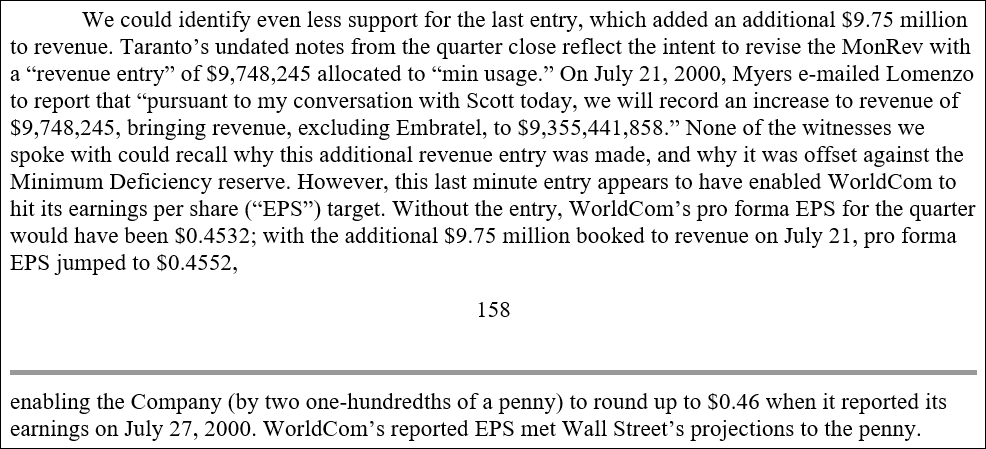 We could identify even less support for the last entry, which added an additional $9.75 million
to revenue. Taranto’s undated notes from the quarter close reflect the intent to revise the MonRev with
a “revenue entry” of $9,748,245 allocated to “min usage.” On July 21, 2000, Myers e-mailed Lomenzo
to report that “pursuant to my conversation with Scott today, we will record an increase to revenue of
$9,748,245, bringing revenue, excluding Embratel, to $9,355,441,858.” None of the witnesses we
spoke with could recall why this additional revenue entry was made, and why it was offset against the
Minimum Deficiency reserve. However, this last minute entry appears to have enabled WorldCom to
hit its earnings per share (“EPS”) target. Without the entry, WorldCom’s pro forma EPS for the quarter
would have been $0.4532; with the additional $9.75 million booked to revenue on July 21, pro forma
EPS jumped to $0.4552,
158
enabling the Company (by two one-hundredths of a penny) to round up to $0.46 when it reported its
earnings on July 27, 2000. WorldCom’s reported EPS met Wall Street’s projections to the penny.